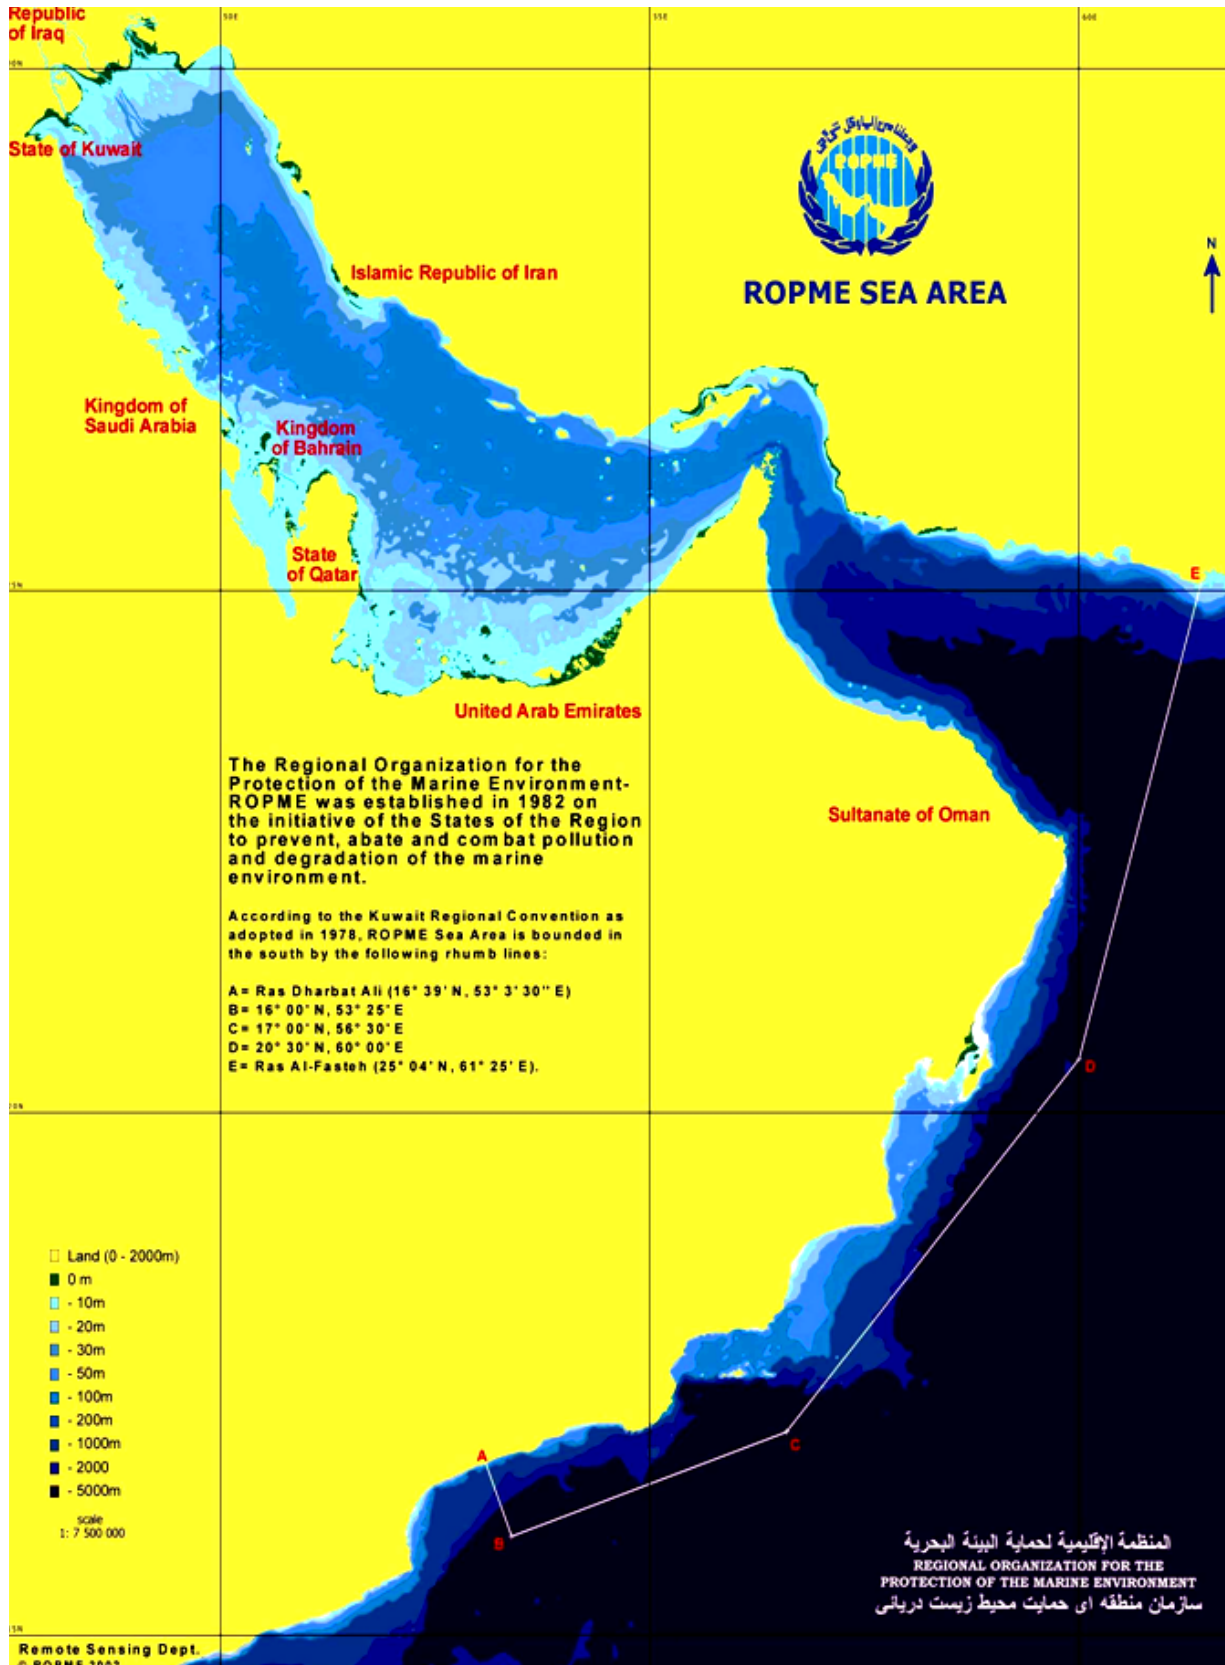 Republic
of Iraq
50E
55E
60E
State of Kuwait
ROPME
N
Islamic Republic of Iran
ROPME SEA AREA
Kingdom of
Saudi Arabia
Kingdom
of Bahrain
State
of Qatar
E
United Arab Emirates
The Regional Organization for the
Protection of the Marine Environment-
ROPME was established in 1982 on
the initiative of the States of the Region
to prevent, abate and combat pollution
and degradation of the marine
environment.
Sultanate of Oman
According to the Kuwait Regional Convention as
adopted in 1978, ROPME Sea Area is bounded in
the south by the following rhumb lines:
A= Ras Dharbat Ali (16° 39' N, 53° 3' 30'' E)
B= 16° 00' N, 53° 25' E
C= 17° 00' N, 56° 30' E
D= 20° 30' N, 60° 00' E
E= Ras Al-Fasteh (25° 04' N, 61° 25' E).
D
Land (0 - 2000m)
0 m
- 10m
- 20m
- 30m
- 50m
- 100m
- 200m
- 1000m
- 2000
- 5000m
scale
1: 7 500 000
A
B
C
المنظمة الإقليمية لحماية البيئة البحرية
REGIONAL ORGANIZATION FOR THE
PROTECTION OF THE MARINE ENVIRONMENT
سازمان منطقه ای حمایت محیط زیست دریائی
Remote Sensing Dept.
© ROPME 2003